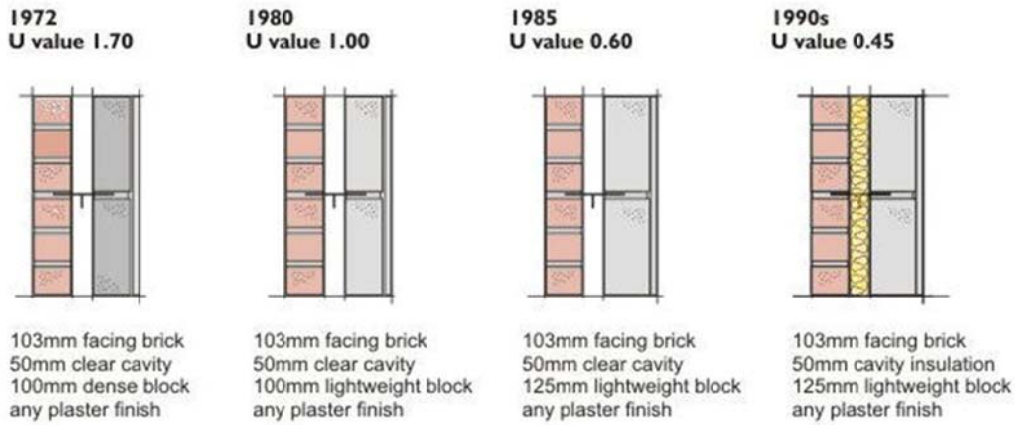 1972
U value 1.70
103mm facing brick
50mm clear cavity
100mm dense block
any plaster finish
1980
U value 1.00
103mm facing brick
50mm clear cavity
100mm lightweight block
any plaster finish
1985
U value 0.60
103mm facing brick
50mm clear cavity
125mm lightweight block
any plaster finish
1990s
U value 0.45
103mm facing brick
50mm cavity insulation
125mm lightweight block
any plaster finish